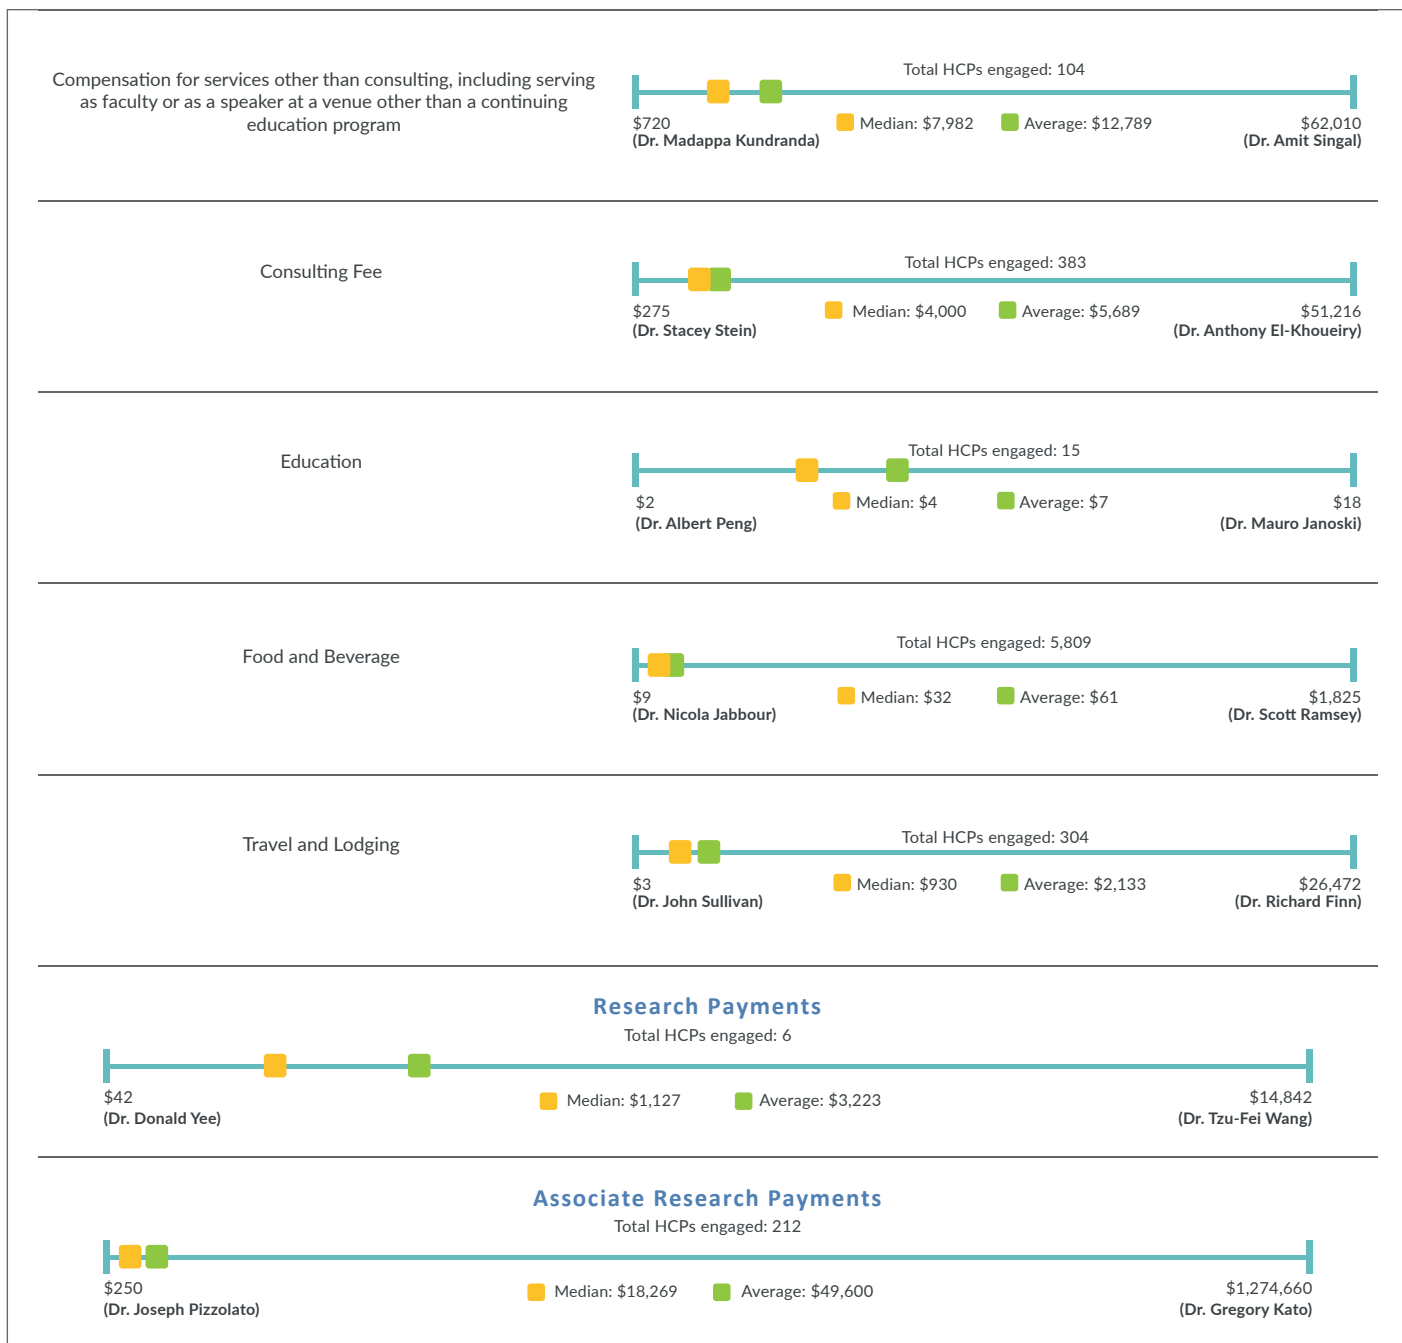 Compensation for services other than consulting, including serving
as faculty or as a speaker at a venue other than a continuing
education program
Total HCPs engaged: 104
$720
(Dr. Madappa Kundranda)
Median: $7,982
Average: $12,789
$62,010
(Dr. Amit Singal)
Consulting Fee
Total HCPs engaged: 383
$275
(Dr. Stacey Stein)
Median: $4,000
Average: $5,689
$51,216
(Dr. Anthony El-Khoueiry)
Education
Total HCPs engaged: 15
$2
(Dr. Albert Peng)
Median: $4
Average: $7
$18
(Dr. Mauro Janoski)
Food and Beverage
Total HCPs engaged: 5,809
$9
(Dr. Nicola Jabbour)
Median: $32
Average: $61
$1,825
(Dr. Scott Ramsey)
Travel and Lodging
Total HCPs engaged: 304
$3
(Dr. John Sullivan)
Median: $930
Average: $2,133
$26,472
(Dr. Richard Finn)
Research Payments
Total HCPs engaged: 6
$42
(Dr. Donald Yee)
Median: $1,127
Average: $3,223
$14,842
(Dr. Tzu-Fei Wang)
Associate Research Payments
Total HCPs engaged: 212
$250
(Dr. Joseph Pizzolato)
Median: $18,269
Average: $49,600
$1,274,660
(Dr. Gregory Kato)